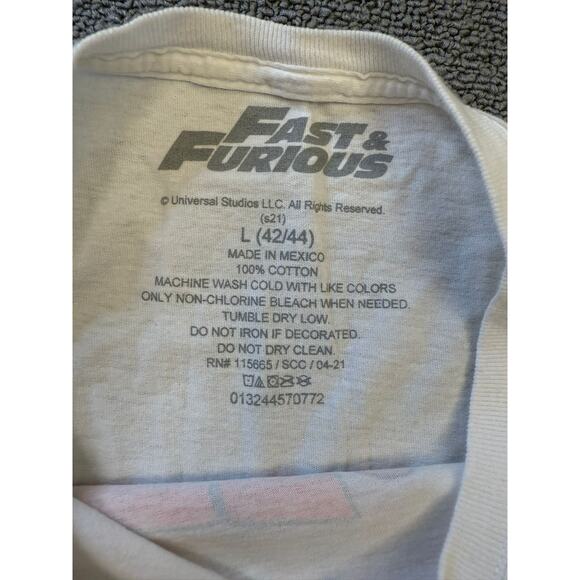 FAST &
FURIOUS
© Universal Studios LLC. All Rights Reserved.
(s21)
L (42/44)
MADE IN MEXICO
100% COTTON
MACHINE WASH COLD WITH LIKE COLORS
ONLY NON-CHLORINE BLEACH WHEN NEEDED.
TUMBLE DRY LOW.
DO NOT IRON IF DECORATED.
DO NOT DRY CLEAN.
RN# 115665 / SCC / 04-21
013244570772